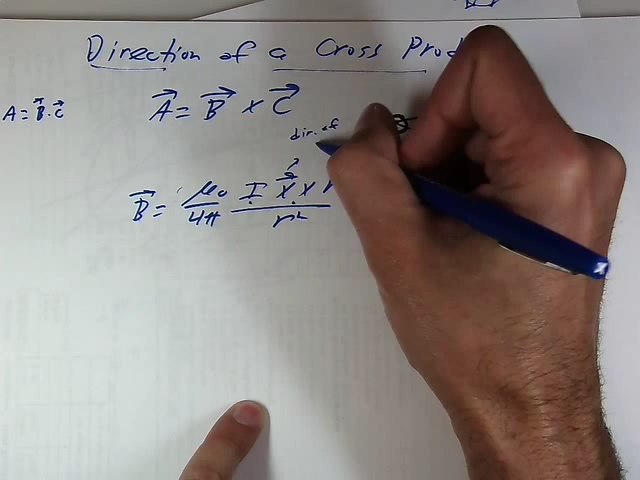 Direction of a Cross Prod
A = B⃗ · C⃗
A⃗ = B⃗ × C⃗
dir. of
B⃗ = μ₀/4π I x⃗ × r/r²